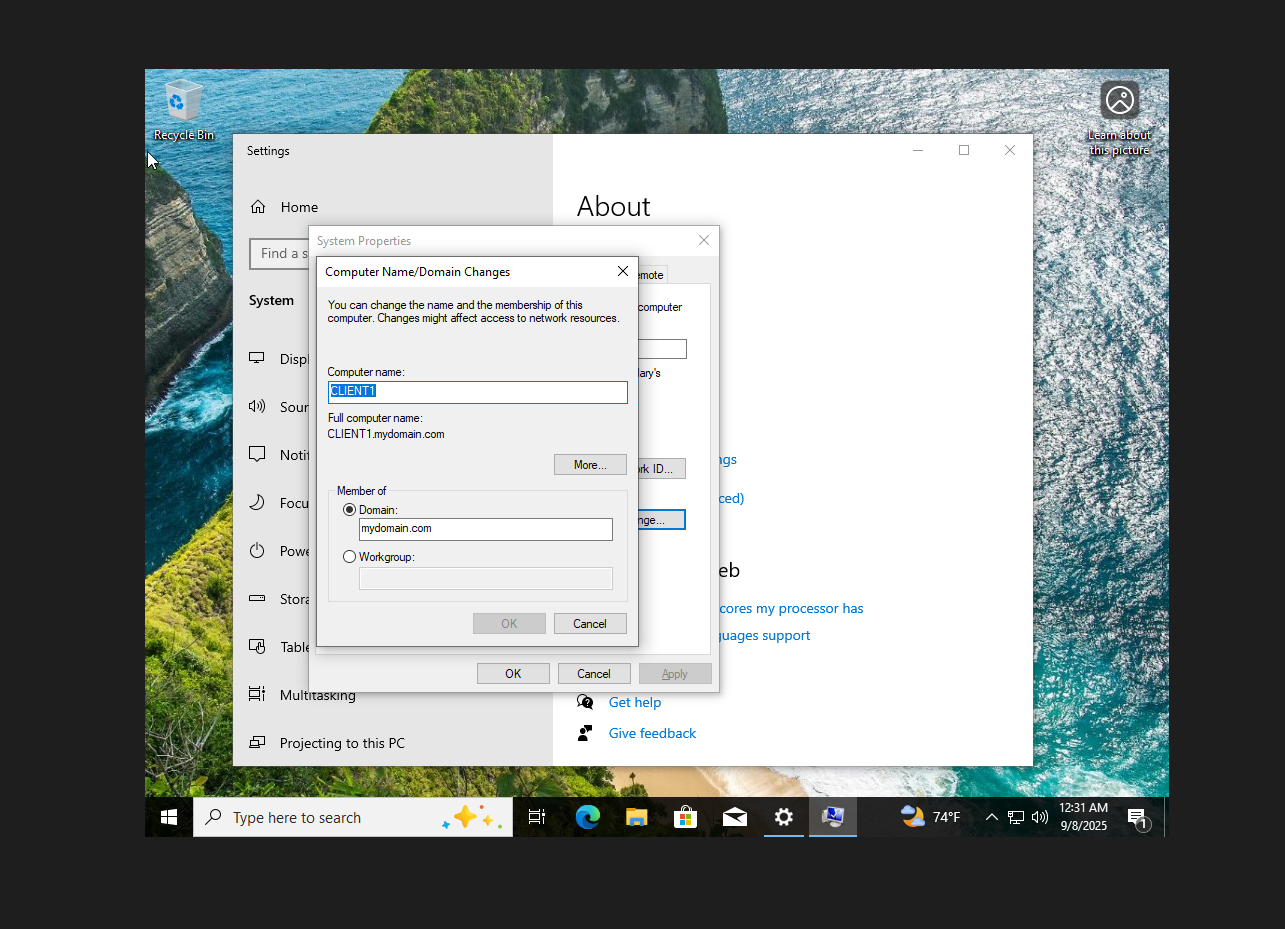 Recycle Bin
Learn about
this picture
Settings
Home
Find a s
System
Displ
Soun
Notif
Focu
Powe
Stora
Table
Multitasking
Projecting to this PC
About
System Properties
emote
computer
ary's
rk ID...
nge...
OK
Cancel
Apply
Computer Name/Domain Changes
You can change the name and the membership of this
computer. Changes might affect access to network resources.
Computer name:
CLIENT1
Full computer name:
CLIENT1.mydomain.com
More...
Member of
Domain:
mydomain.com
Workgroup:
OK
Cancel
ngs
ced)
eb
cores my processor has
guages support
Get help
Give feedback
Type here to search
74°F
12:31 AM
9/8/2025
1